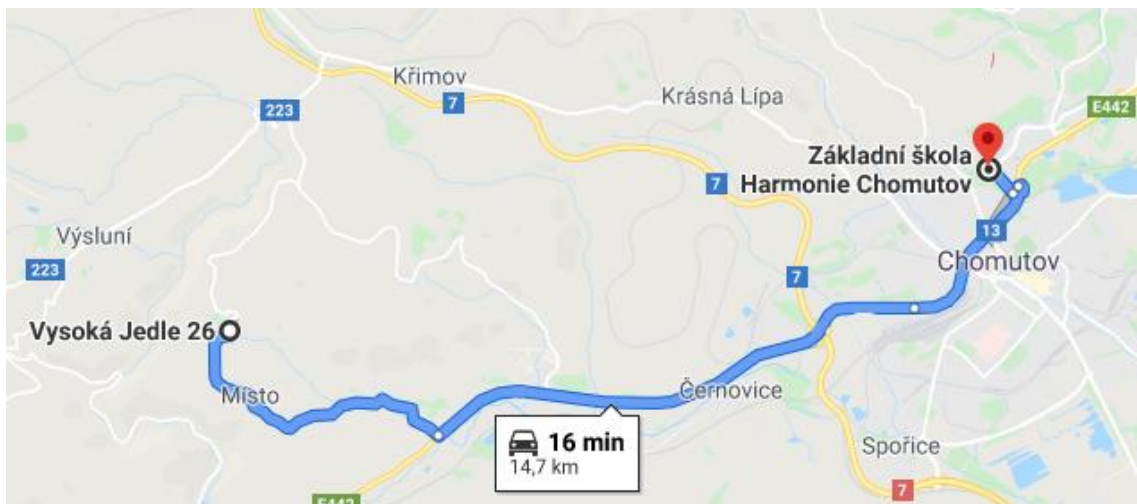 Křimov
7
223
Krásná Lípa
E442
Základní škola
Harmonie Chomutov
7
Výsluní
223
13
Chomutov
7
Vysoká Jedle 26
Místo
Černovice
16 min
14,7 km
Spořice
7
E442